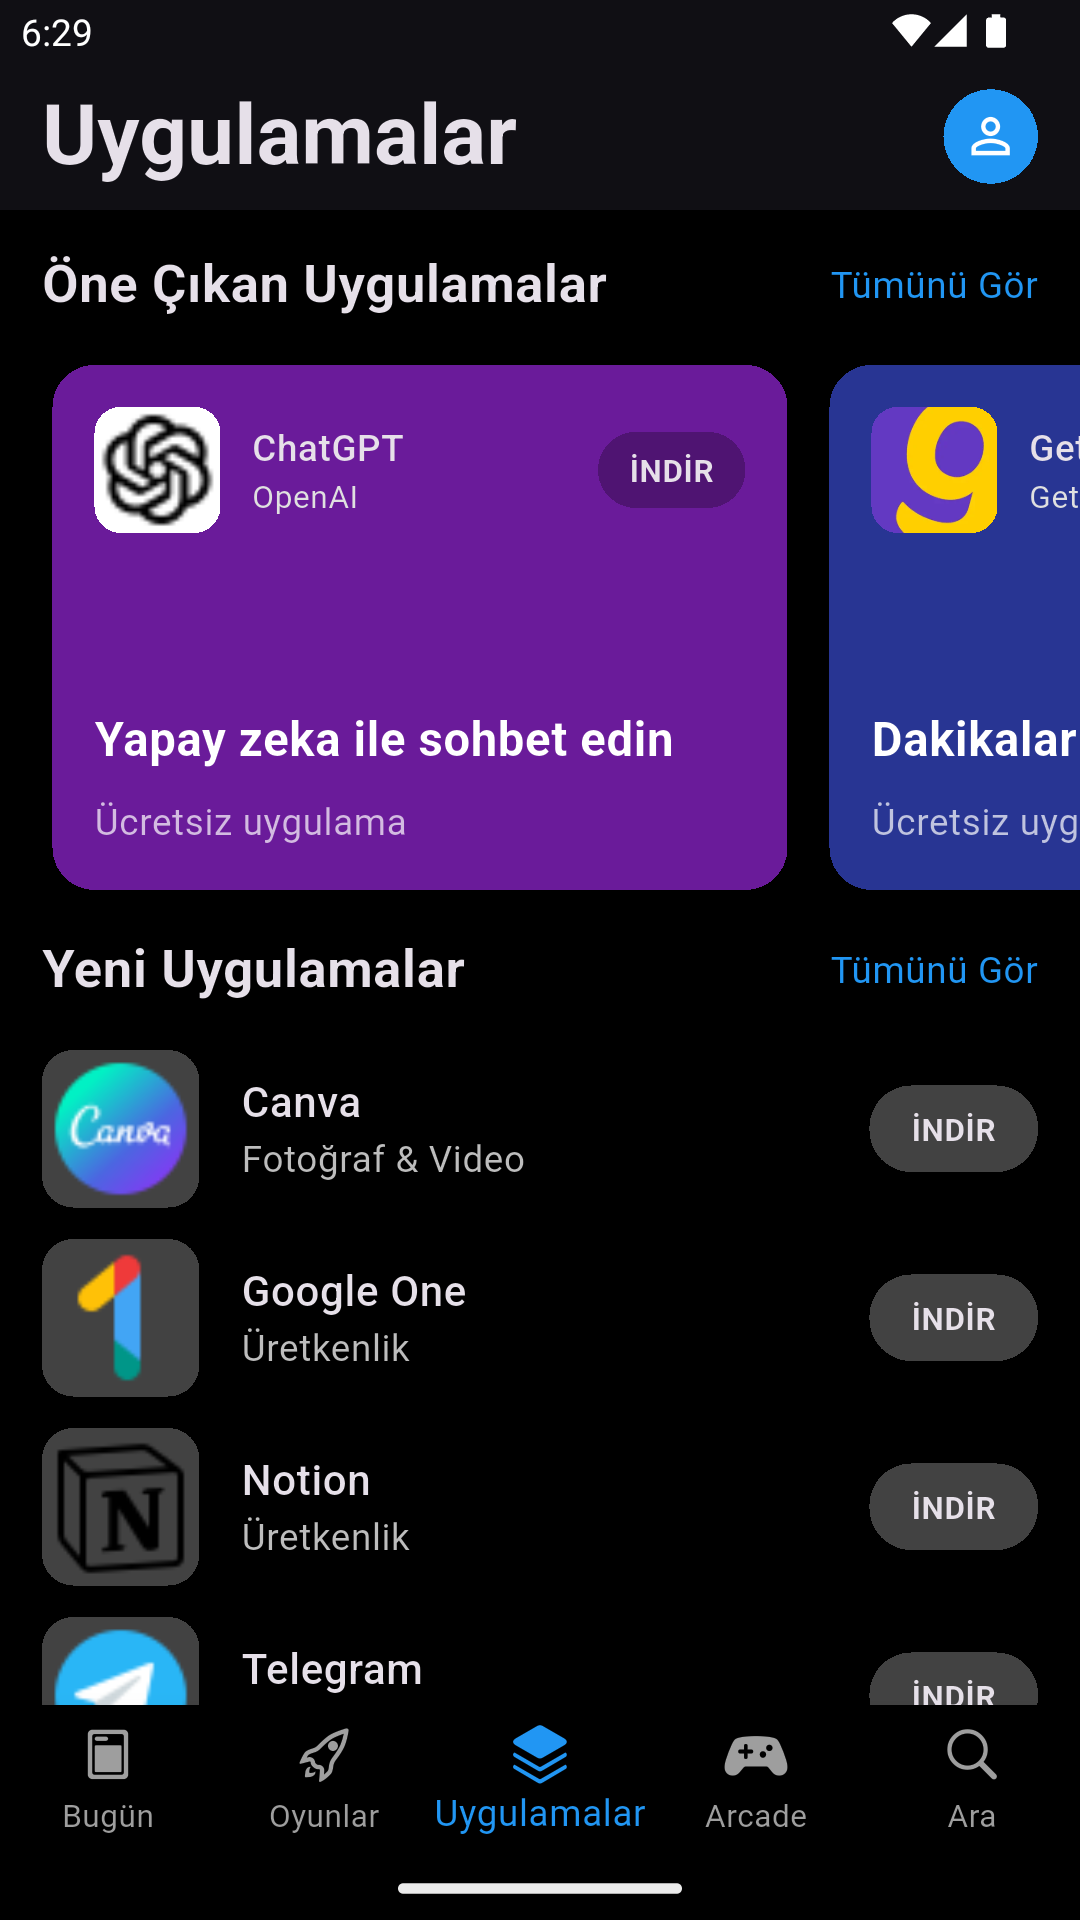 6:29
Uygulamalar
Öne Çıkan Uygulamalar
Tümünü Gör
ChatGPT
OpenAI
İNDİR
Get
Get
Yapay zeka ile sohbet edin
Ücretsiz uygulama
Dakikalar
Ücretsiz uyg
Yeni Uygulamalar
Tümünü Gör
Canva
Canva
Fotoğraf & Video
İNDİR
Google One
Üretkenlik
İNDİR
N
Notion
Üretkenlik
İNDİR
Telegram
İNDİR
Bugün
Oyunlar
Uygulamalar
Arcade
Ara